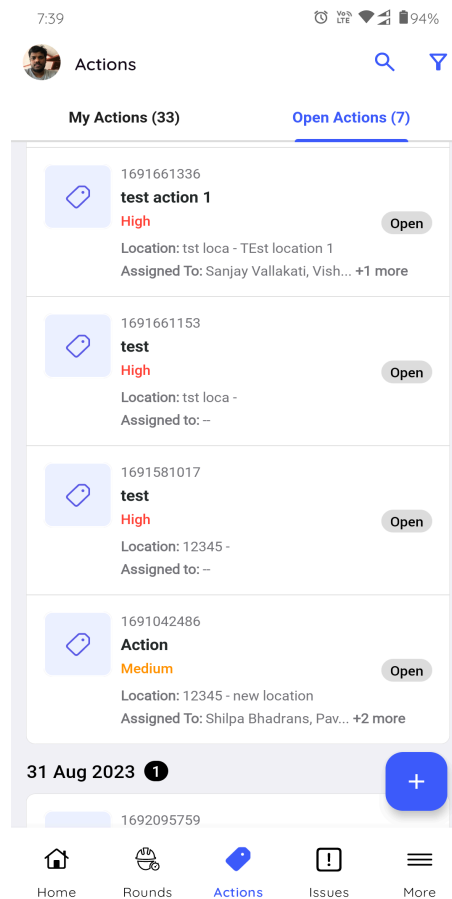 7:39
Vo) LTE 94%
Actions
My Actions (33)
Open Actions (7)
1691661336
test action 1
High
Open
Location: tst loca - TEst location 1
Assigned To: Sanjay Vallakati, Vish... +1 more
1691661153
test
High
Open
Location: tst loca -
Assigned to: --
1691581017
test
High
Open
Location: 12345 -
Assigned to: --
1691042486
Action
Medium
Open
Location: 12345 - new location
Assigned To: Shilpa Bhadrans, Pav... +2 more
31 Aug 2023 1
+
1692095759
Home Rounds Actions Issues More